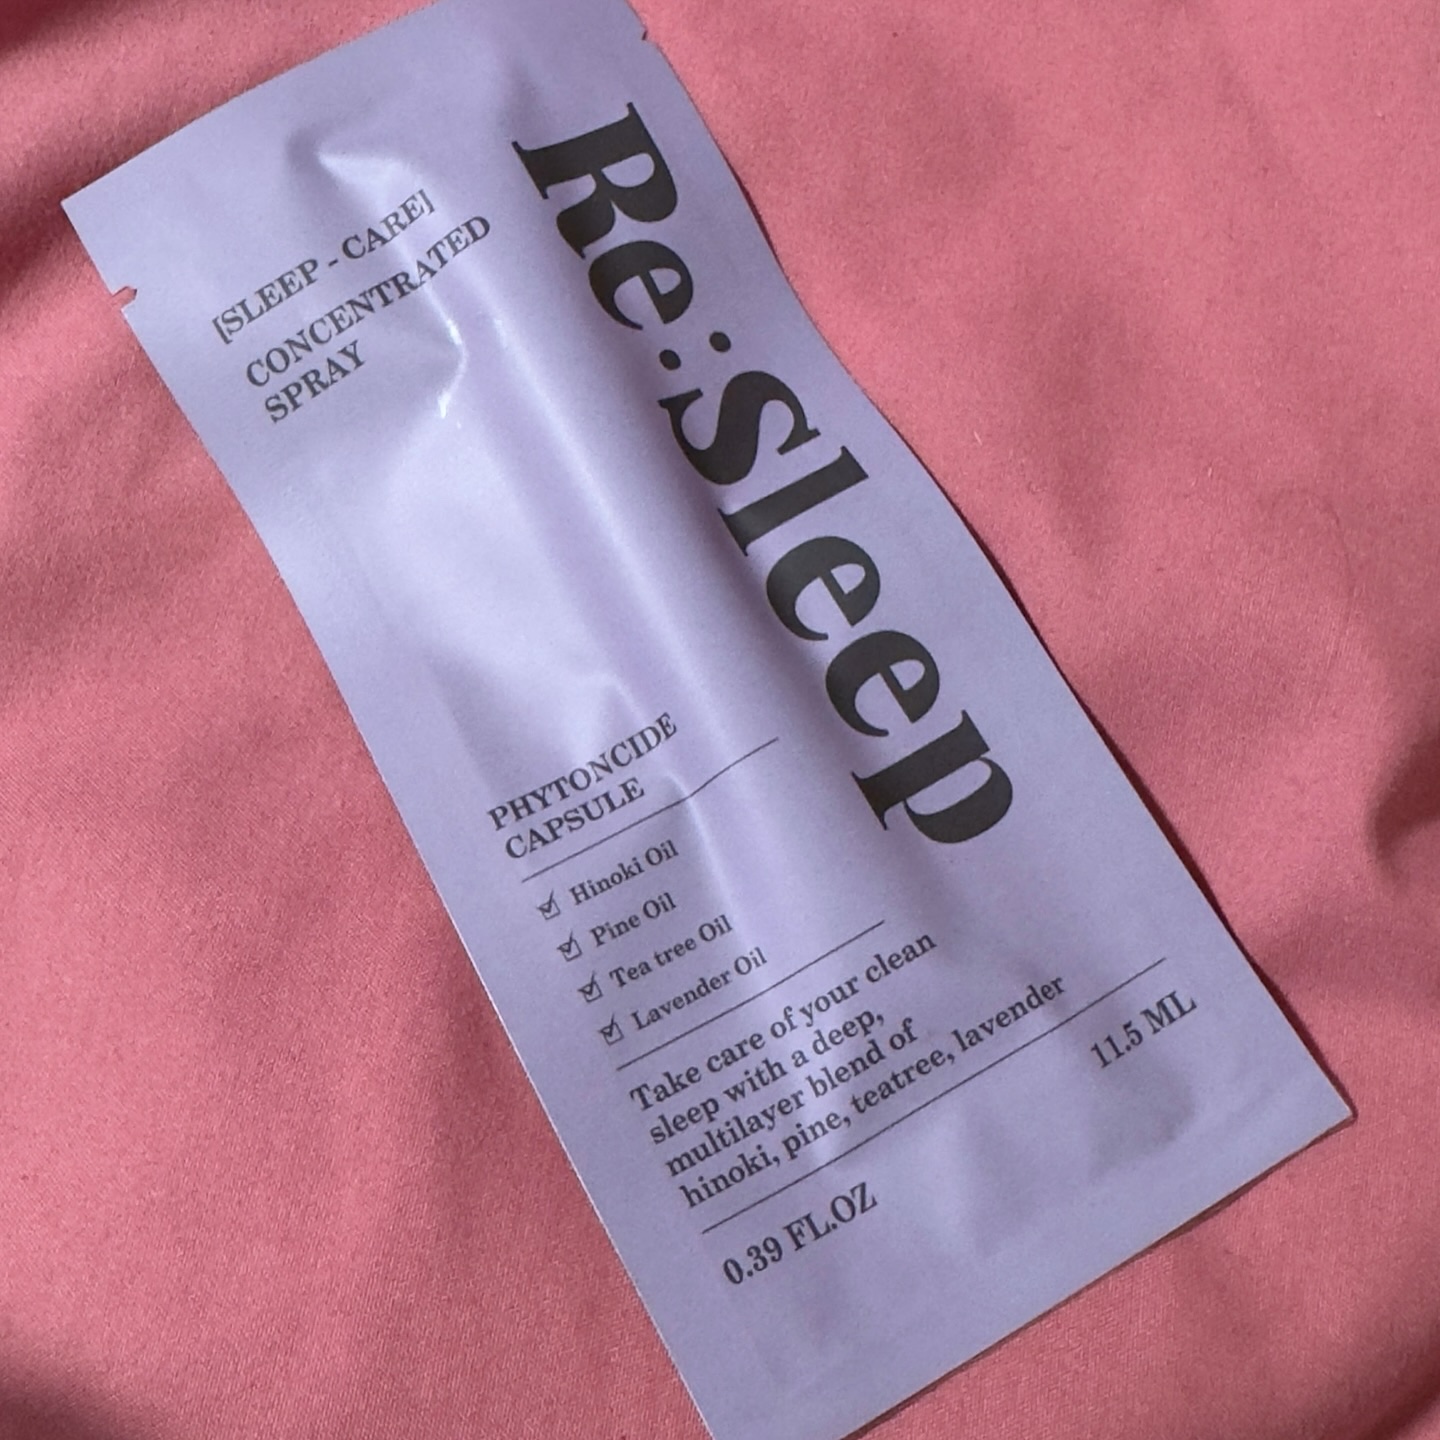 [SLEEP - CARE]
CONCENTRATED
SPRAY
Re:Sleep
PHYTONCIDE
CAPSULE
Hinoki Oil
Pine Oil
Tea tree Oil
Lavender Oil
Take care of your clean
sleep with a deep,
multilayer blend of
hinoki, pine, teatree, lavender
0.39 FL.OZ
11.5 ML